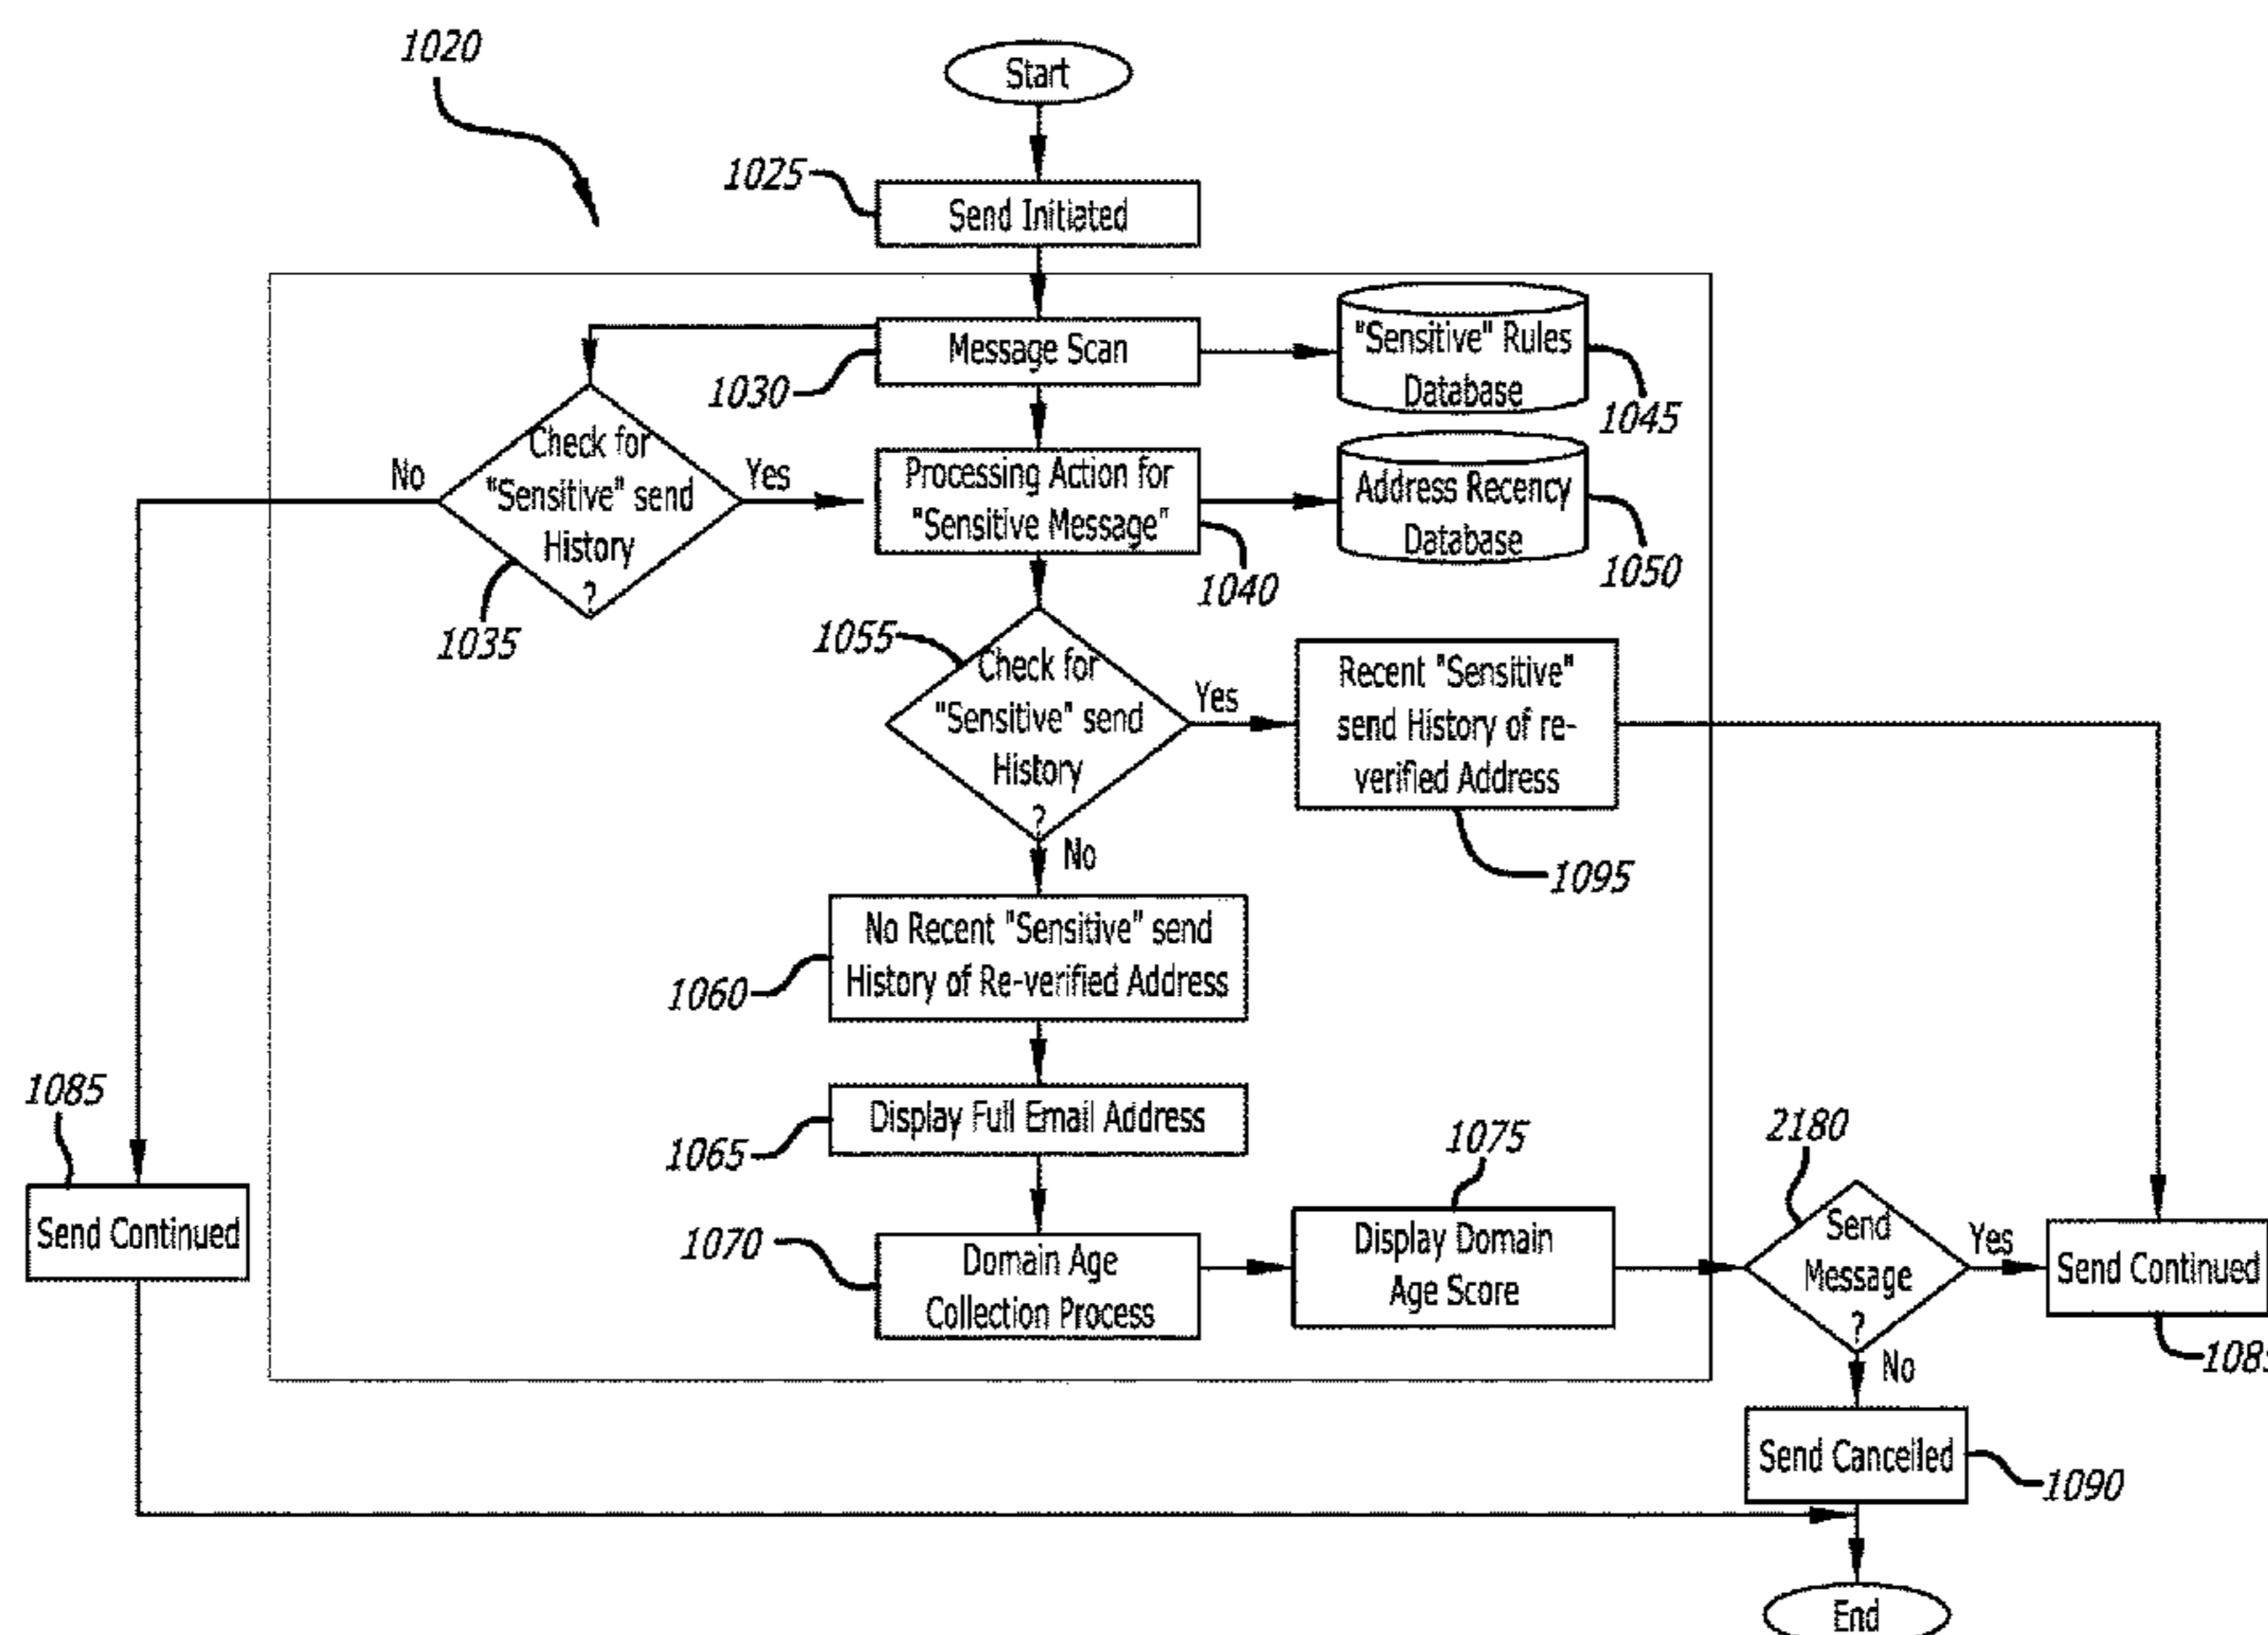 1020
Start
1025
Send Initiated
Message Scan
1030
"Sensitive" Rules
Database
1045
Check for
"Sensitive" send
History
?
No
Yes
1035
Processing Action for
"Sensitive Message"
1040
Address Recency
Database
1050
1055
Check for
"Sensitive" send
History
?
Yes
No
Recent "Sensitive"
send History of re-
verified Address
1095
No Recent "Sensitive" send
History of Re-verified Address
1060
Display Full Email Address
1065
1070
Domain Age
Collection Process
1075
Display Domain
Age Score
2180
Send
Message
?
Yes
No
Send Continued
1085
Send Continued
Send Cancelled
1090
End